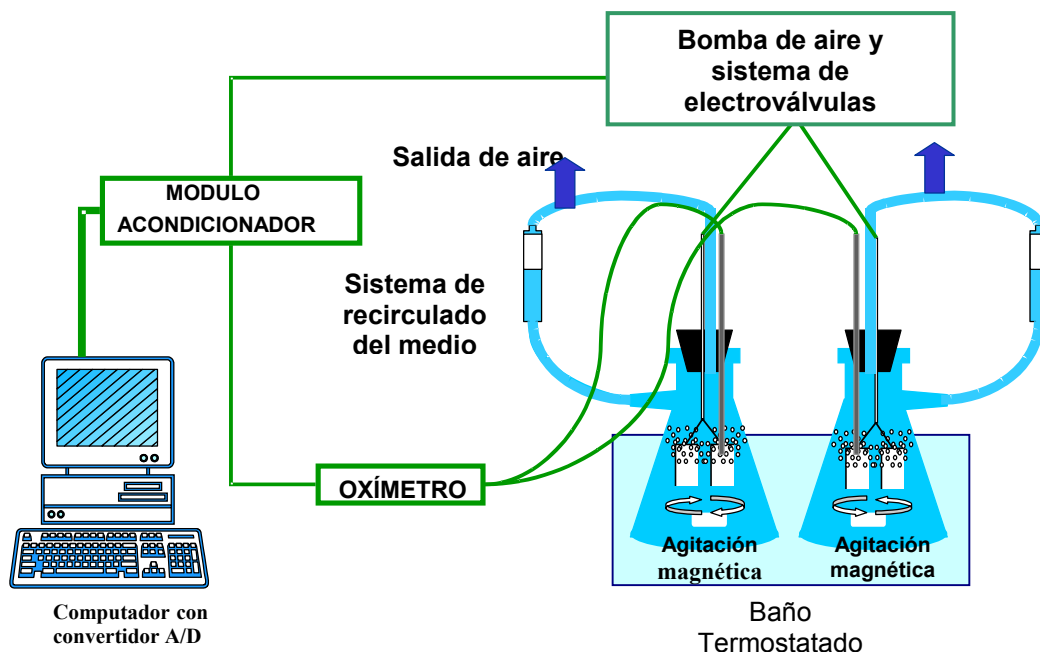 Bomba de aire y
sistema de
electroválvulas
Salida de aire
MODULO
ACONDICIONADOR
Sistema de
recirculado
del medio
OXÍMETRO
Agitación
magnética
Agitación
magnética
Computador con
convertidor A/D
Baño
Termostatado